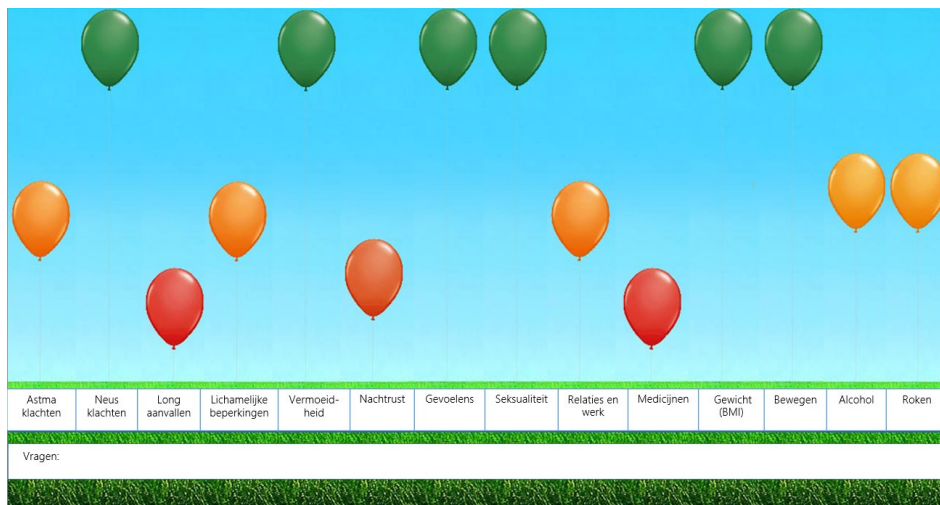 Astma klachten
Neus klachten
Long aanvallen
Lichamelijke beperkingen
Vermoeid-heid
Nachtrust
Gevoelens
Seksualiteit
Relaties en werk
Medicijnen
Gewicht (BMI)
Bewegen
Alcohol
Roken
Vragen: